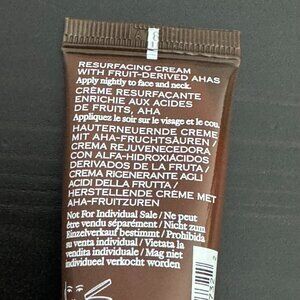 RESURFACING CREAM
WITH FRUIT-DERIVED AHAS
Apply nightly to face and neck.
CRÈME RESURFACANTE
ENRICHIE AUX ACIDES
DE FRUITS, AHA
Appliquez le soir sur le visage et le cou.
HAUTERNEUERNDE CREME
MIT AHA-FRUCHTSÄUREN /
CREMA REJUVENECEDORA
CON ALFA-HIDROXIÁCIDOS
DERIVADOS DE LA FRUTA /
CREMA RIGENERANTE AGLI
ACIDI DELLA FRUTTA /
HERSTELLENDE CRÈME MET
AHA-FRUITZUREN
Not For Individual Sale / Ne peut
être vendu séparément / Nicht zum
Einzelverkauf bestimmt / Prohibida
su venta individual / Vietata la
vendita individuale / Mag niet
individueel verkocht worden